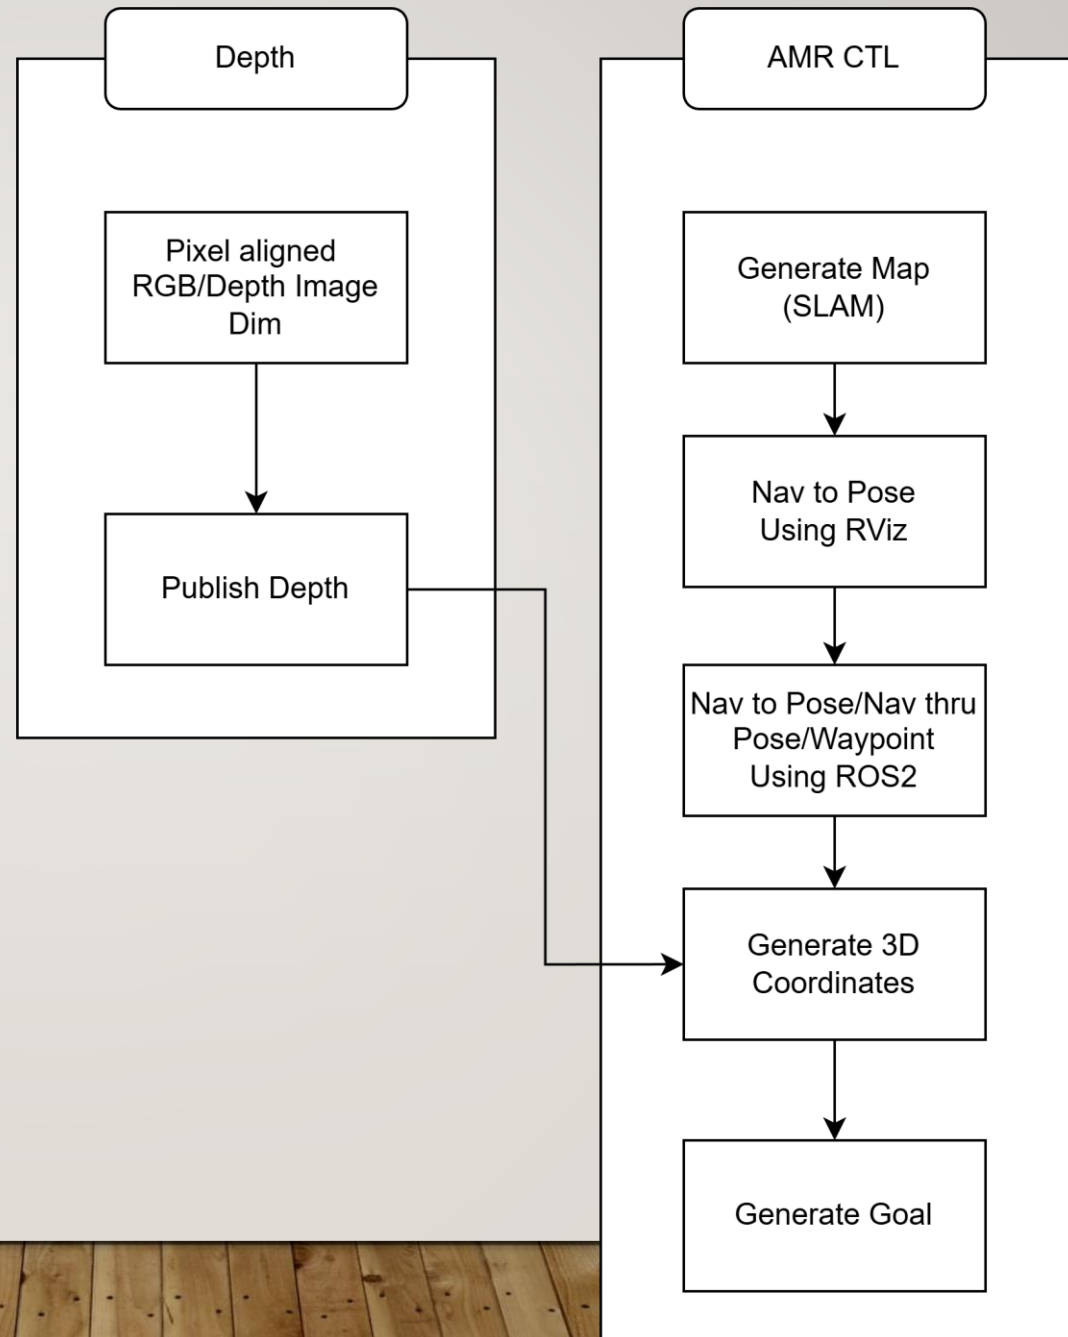 Depth
Pixel aligned
RGB/Depth Image
Dim
Publish Depth
AMR CTL
Generate Map
(SLAM)
Nav to Pose
Using RViz
Nav to Pose/Nav thru
Pose/Waypoint
Using ROS2
Generate 3D
Coordinates
Generate Goal